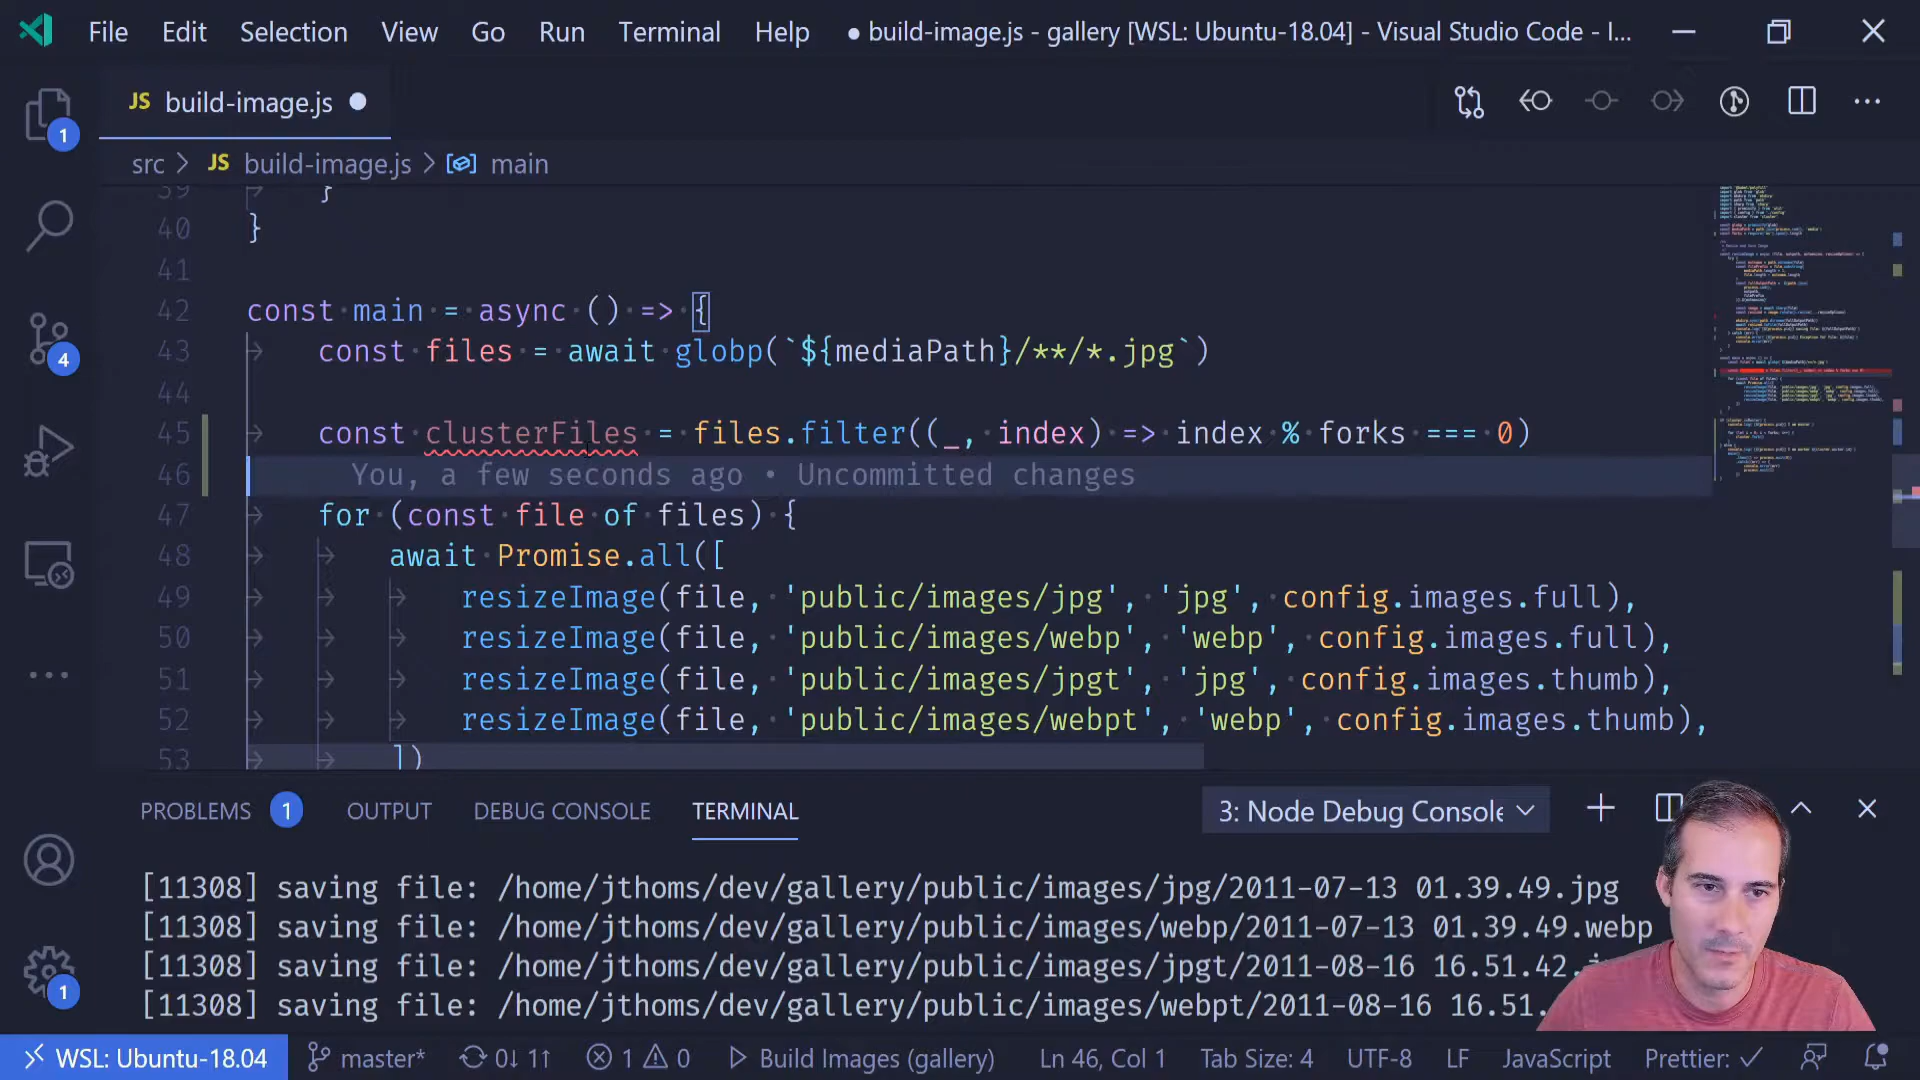 File Edit Selection View Go Run Terminal Help ● build-image.js - gallery [WSL: Ubuntu-18.04] - Visual Studio Code - I...
JS build-image.js ●
1
src > JS build-image.js > main
39 }
40 }
41
42 const main = async () => {
43 const files = await globp(`${mediaPath}/**/*.jpg`)
44
45 const clusterFiles = files.filter((_, index) => index % forks === 0)
46 You, a few seconds ago • Uncommitted changes
47 for (const file of files) {
48 await Promise.all([
49 resizeImage(file, 'public/images/jpg', 'jpg', config.images.full),
50 resizeImage(file, 'public/images/webp', 'webp', config.images.full),
51 resizeImage(file, 'public/images/jpgt', 'jpg', config.images.thumb),
52 resizeImage(file, 'public/images/webpt', 'webp', config.images.thumb),
53 ])
4
PROBLEMS 1 OUTPUT DEBUG CONSOLE TERMINAL 3: Node Debug Console
[11308] saving file: /home/jthoms/dev/gallery/public/images/jpg/2011-07-13 01.39.49.jpg
[11308] saving file: /home/jthoms/dev/gallery/public/images/webp/2011-07-13 01.39.49.webp
[11308] saving file: /home/jthoms/dev/gallery/public/images/jpgt/2011-08-16 16.51.42.
[11308] saving file: /home/jthoms/dev/gallery/public/images/webpt/2011-08-16 16.51.
1
WSL: Ubuntu-18.04 master* 0↓ 1↑ 1 0 Build Images (gallery) Ln 46, Col 1 Tab Size: 4 UTF-8 LF JavaScript Prettier: ✓